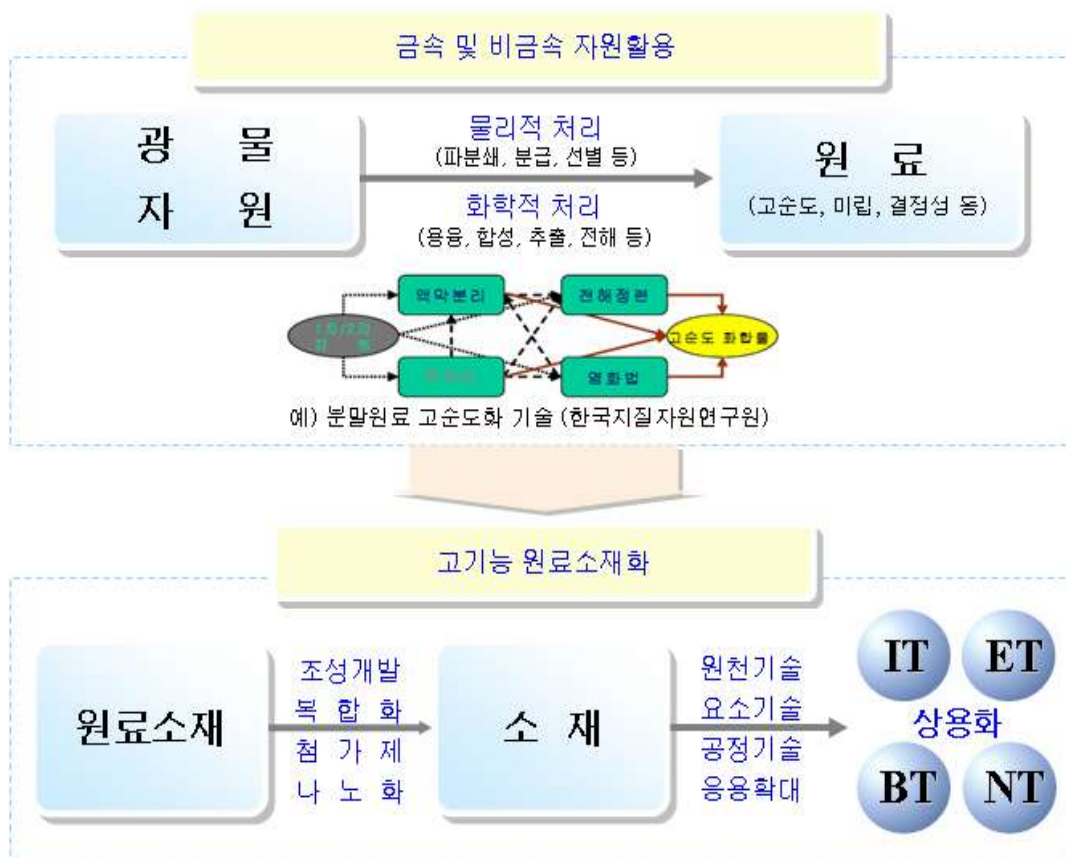 금속 및 비금속 자원활용
광 물
자 원
물리적 처리
(파분쇄, 분급, 선별 등)
화학적 처리
(용융, 합성, 추출, 전해 등)
원 료
(고순도, 미립, 결정성 등)
액막분리
전해정련
고순도 화합물
염화법
예) 분말원료 고순도화 기술 (한국지질자원연구원)
고기능 원료소재화
원료소재
조성개발
복 합 화
첨 가 제
나 노 화
소 재
원천기술
요소기술
공정기술
응용확대
IT ET
상용화
BT NT